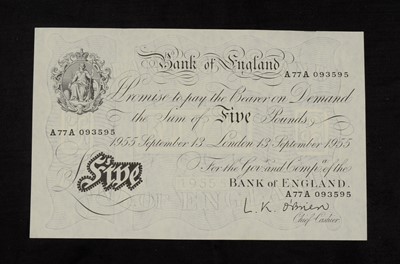 Bank of England
A77A 093595
I Promise to pay the Bearer on Demand
the Sum of Five Pounds
A77A 093595
1955 September 13 London 13 September 1955
For the Govr. and Compa. of the
BANK OF ENGLAND.
Five
A77A 093595
L. K. O'Brien
Chief Cashier